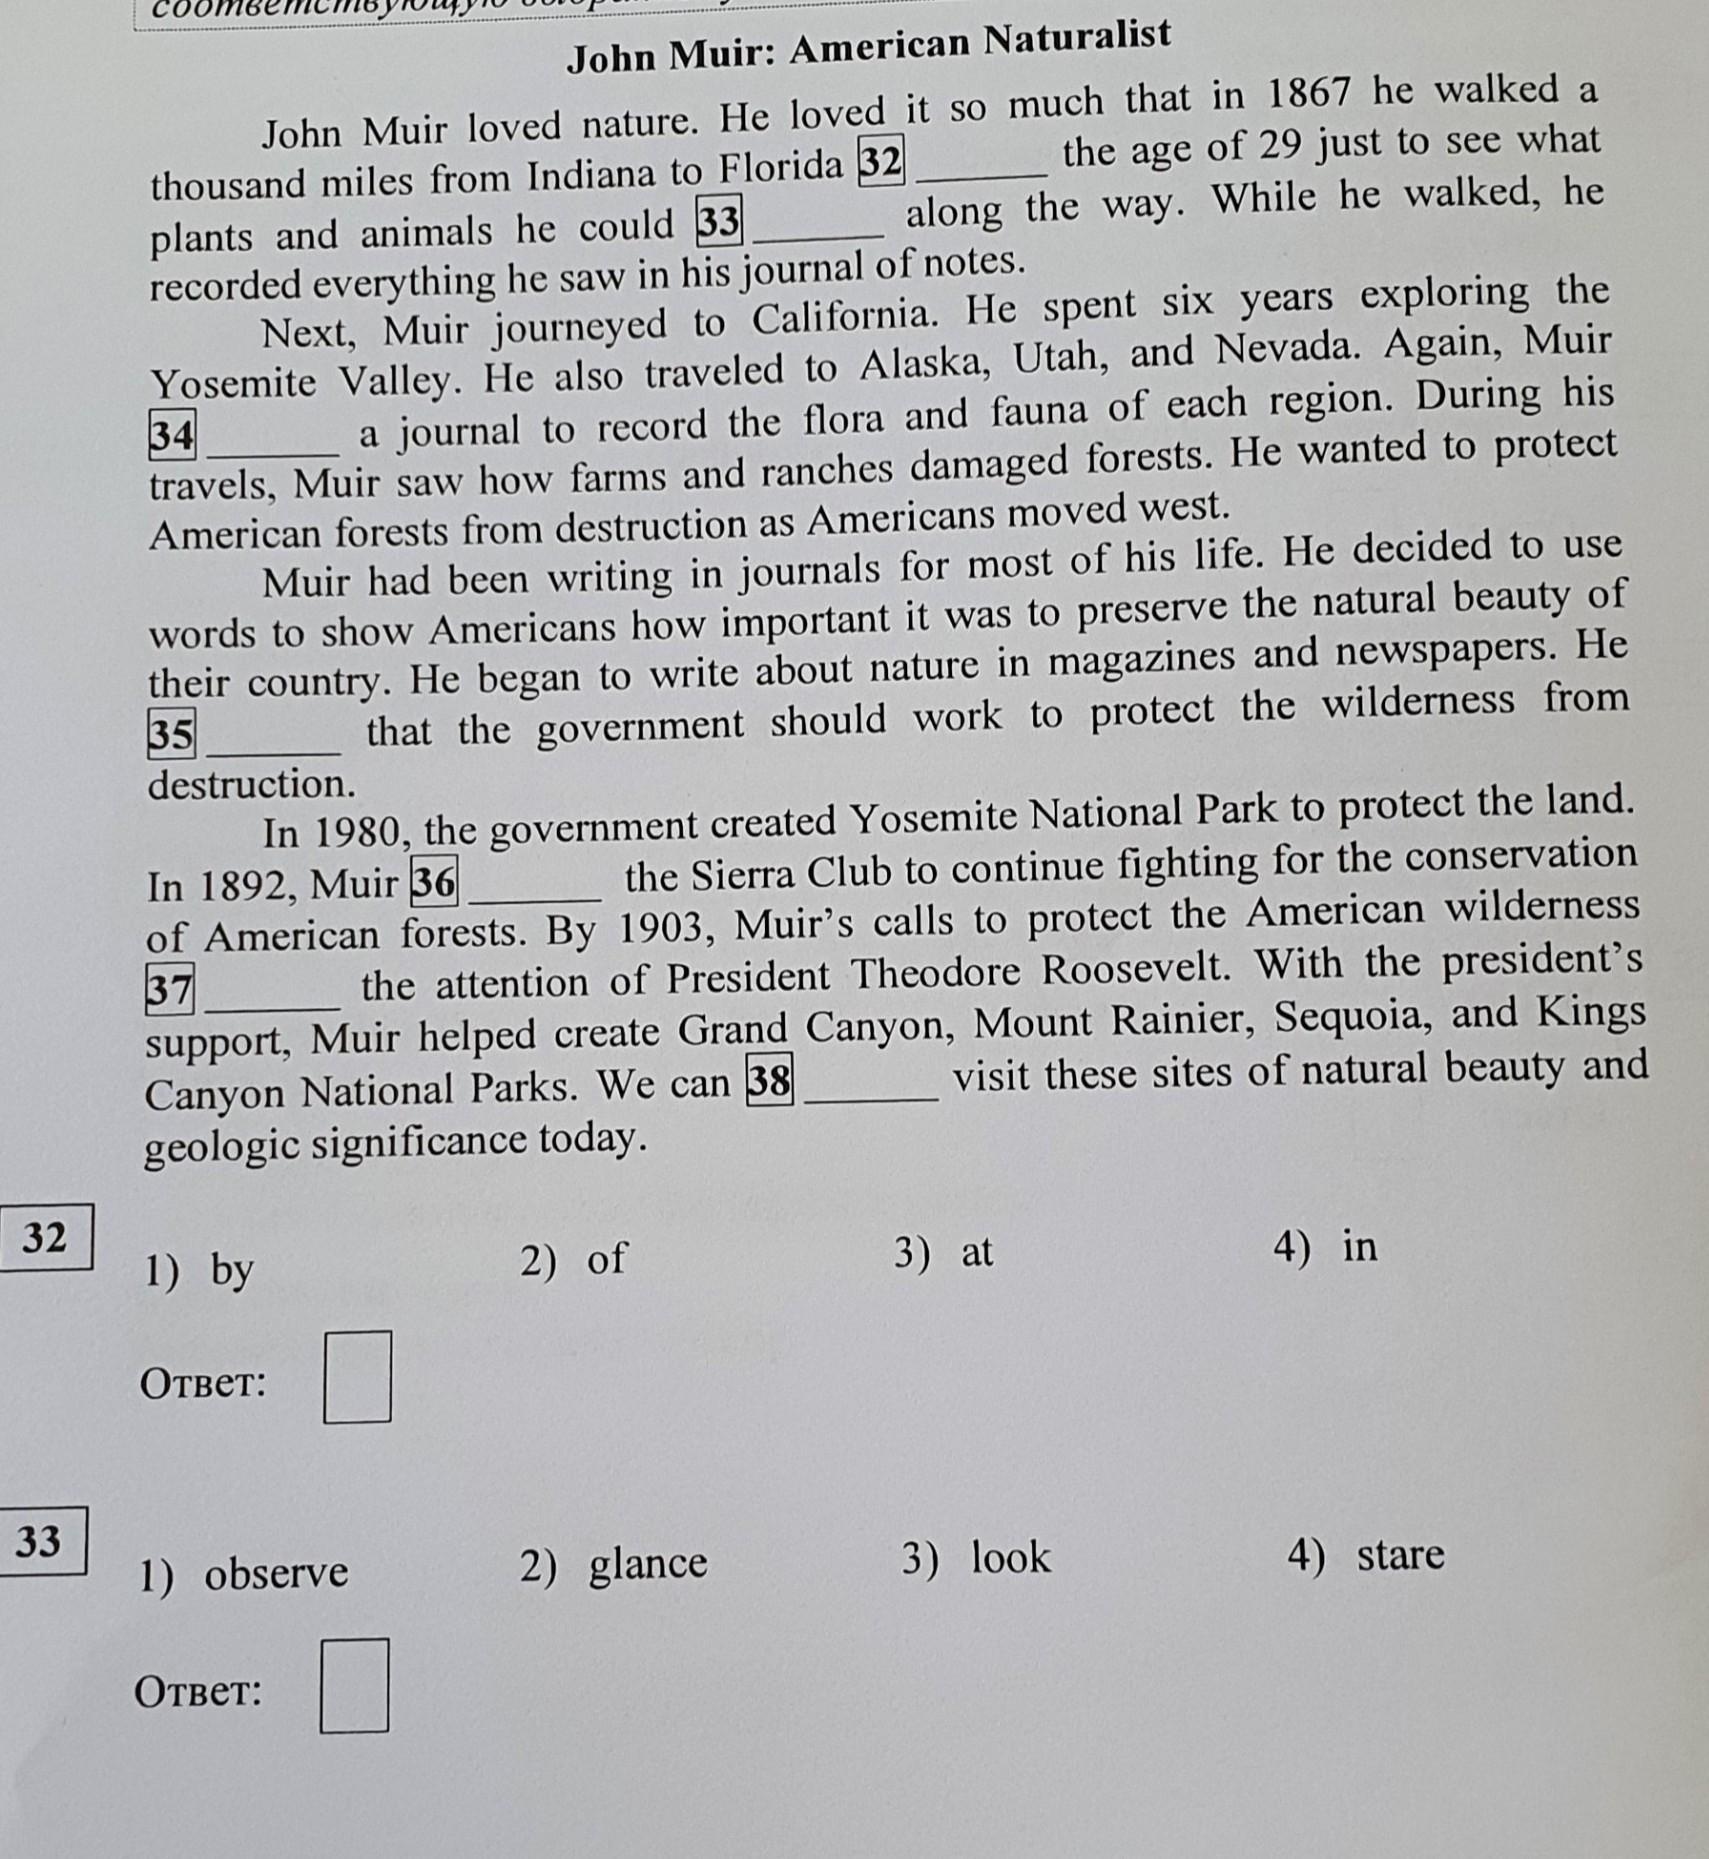 John Muir: American Naturalist
John Muir loved nature. He loved it so much that in 1867 he walked a
thousand miles from Indiana to Florida 32 ______ the age of 29 just to see what
plants and animals he could 33 ______ along the way. While he walked, he
recorded everything he saw in his journal of notes.
Next, Muir journeyed to California. He spent six years exploring the
Yosemite Valley. He also traveled to Alaska, Utah, and Nevada. Again, Muir
34 ______ a journal to record the flora and fauna of each region. During his
travels, Muir saw how farms and ranches damaged forests. He wanted to protect
American forests from destruction as Americans moved west.
Muir had been writing in journals for most of his life. He decided to use
words to show Americans how important it was to preserve the natural beauty of
their country. He began to write about nature in magazines and newspapers. He
35 ______ that the government should work to protect the wilderness from
destruction.
In 1980, the government created Yosemite National Park to protect the land.
In 1892, Muir 36 ______ the Sierra Club to continue fighting for the conservation
of American forests. By 1903, Muir’s calls to protect the American wilderness
37 ______ the attention of President Theodore Roosevelt. With the president’s
support, Muir helped create Grand Canyon, Mount Rainier, Sequoia, and Kings
Canyon National Parks. We can 38 ______ visit these sites of natural beauty and
geologic significance today.
32
1) by 2) of 3) at 4) in
Ответ:
33
1) observe 2) glance 3) look 4) stare
Ответ: